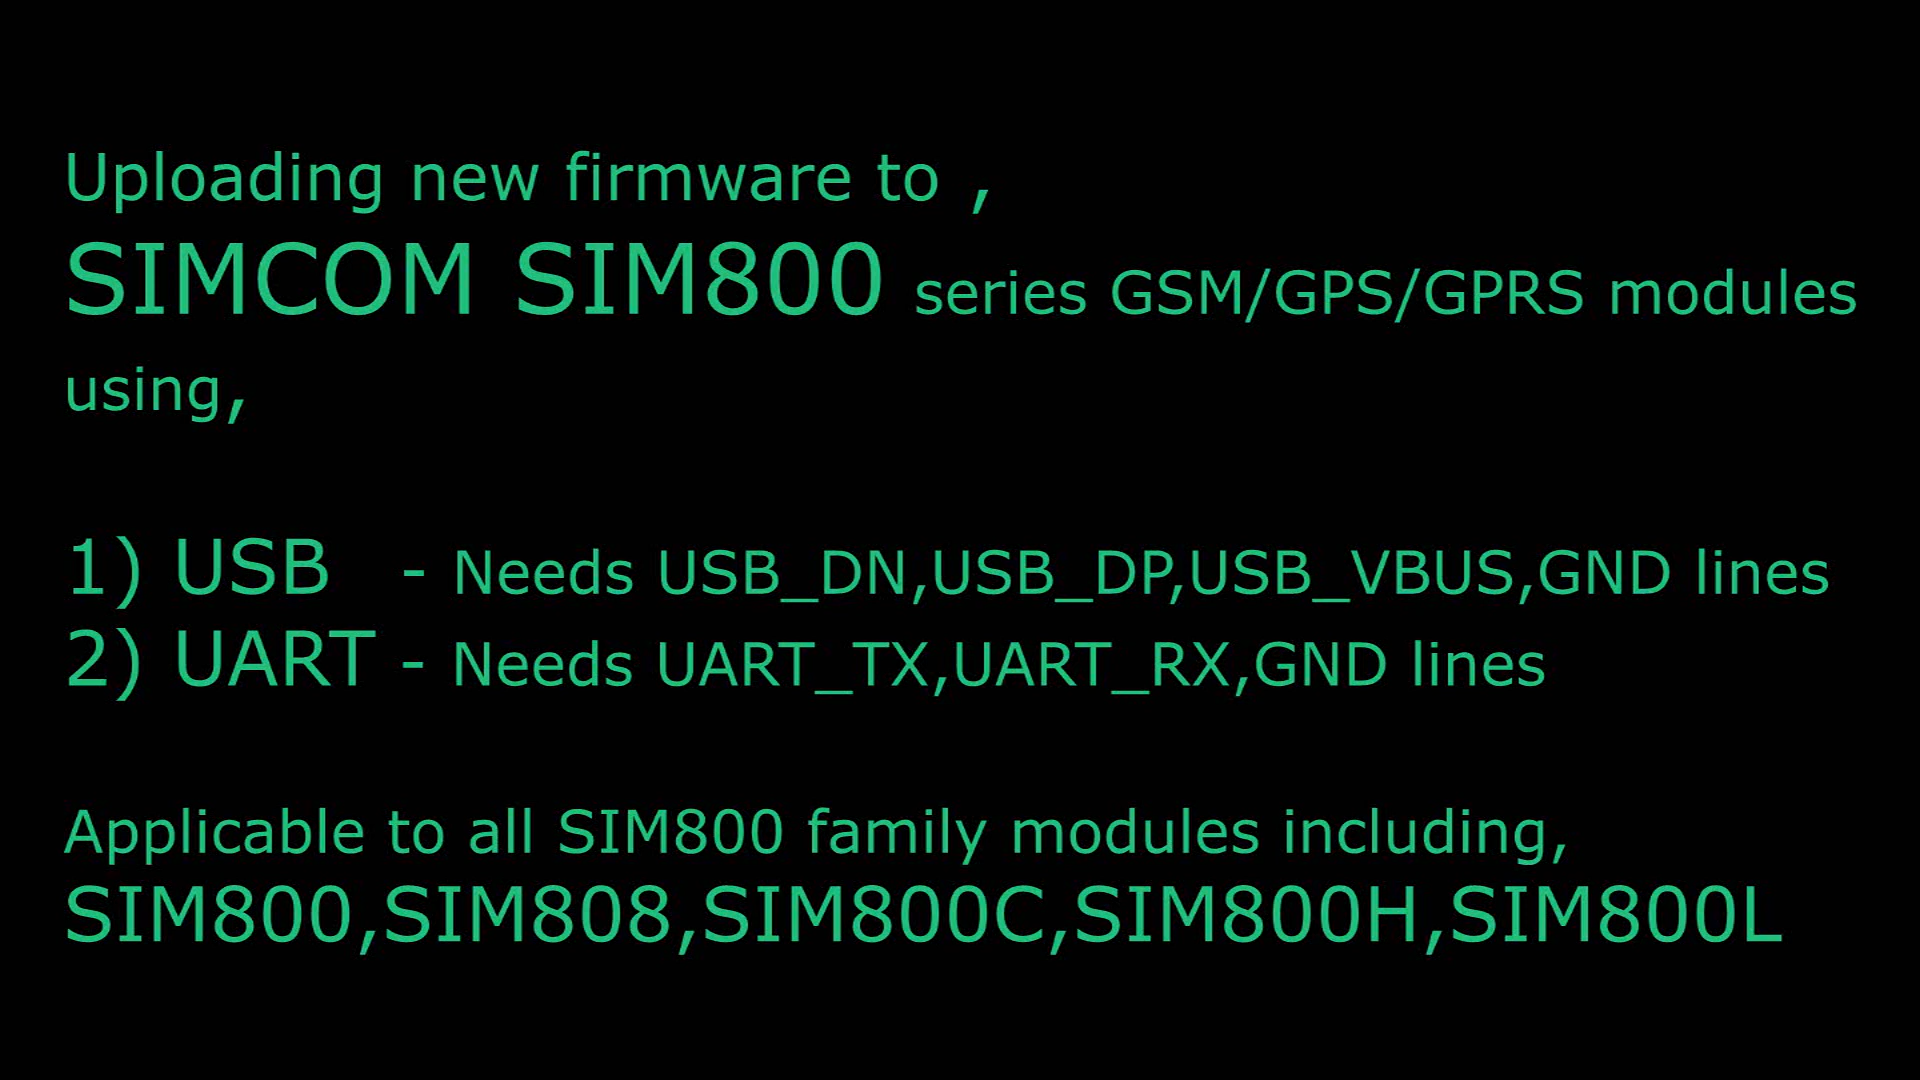 Uploading new firmware to ,
SIMCOM SIM800 series GSM/GPS/GPRS modules
using,
1) USB - Needs USB_DN,USB_DP,USB_VBUS,GND lines
2) UART - Needs UART_TX,UART_RX,GND lines
Applicable to all SIM800 family modules including,
SIM800,SIM808,SIM800C,SIM800H,SIM800L